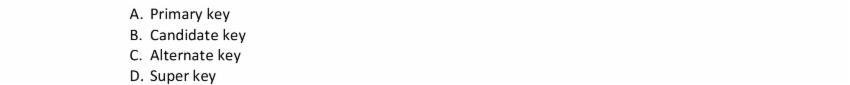 A. Primary key
B. Candidate key
C. Alternate key
D. Super key